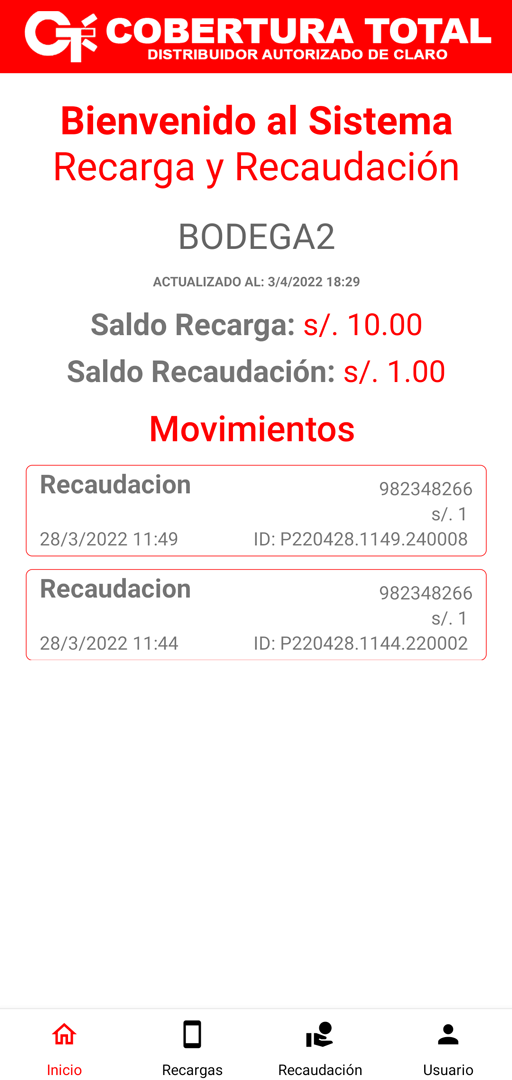 CT COBERTURA TOTAL
DISTRIBUIDOR AUTORIZADO DE CLARO
Bienvenido al Sistema
Recarga y Recaudación
BODEGA2
ACTUALIZADO AL: 3/4/2022 18:29
Saldo Recarga: s/. 10.00
Saldo Recaudación: s/. 1.00
Movimientos
Recaudacion 982348266
s/. 1
28/3/2022 11:49 ID: P220428.1149.240008
Recaudacion 982348266
s/. 1
28/3/2022 11:44 ID: P220428.1144.220002
Inicio Recargas Recaudación Usuario